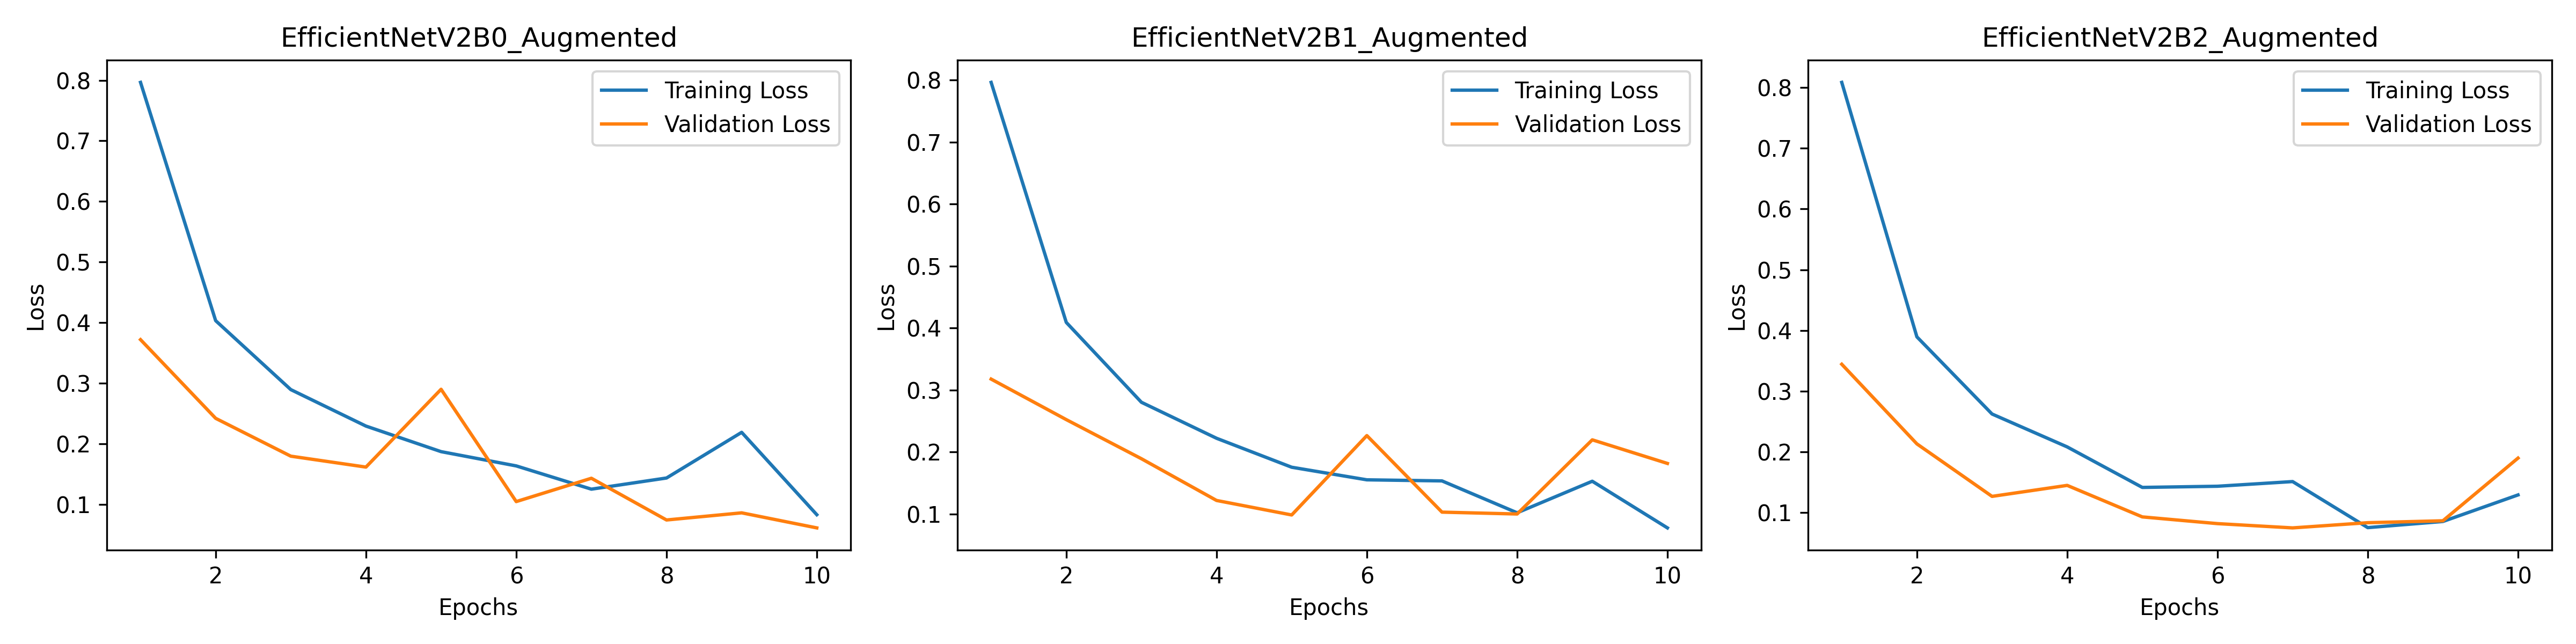 EfficientNetV2B0_Augmented
0.8
0.7
0.6
0.5
0.4
0.3
0.2
0.1
Loss
Training Loss
Validation Loss
2 4 6 8 10
Epochs
EfficientNetV2B1_Augmented
0.8
0.7
0.6
0.5
0.4
0.3
0.2
0.1
Loss
Training Loss
Validation Loss
2 4 6 8 10
Epochs
EfficientNetV2B2_Augmented
0.8
0.7
0.6
0.5
0.4
0.3
0.2
0.1
Loss
Training Loss
Validation Loss
2 4 6 8 10
Epochs